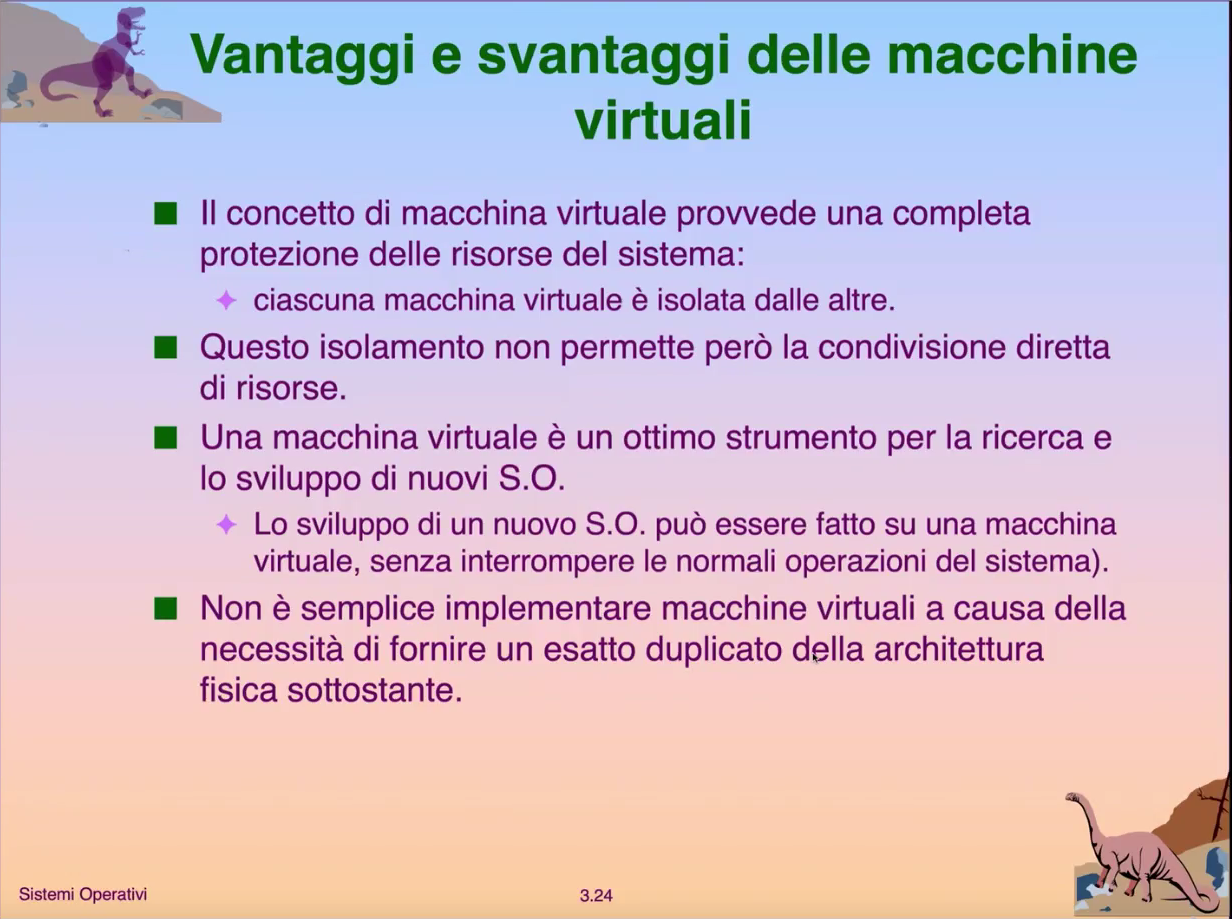 Vantaggi e svantaggi delle macchine
virtuali
Il concetto di macchina virtuale provvede una completa
protezione delle risorse del sistema:
ciascuna macchina virtuale è isolata dalle altre.
Questo isolamento non permette però la condivisione diretta
di risorse.
Una macchina virtuale è un ottimo strumento per la ricerca e
lo sviluppo di nuovi S.O.
Lo sviluppo di un nuovo S.O. può essere fatto su una macchina
virtuale, senza interrompere le normali operazioni del sistema).
Non è semplice implementare macchine virtuali a causa della
necessità di fornire un esatto duplicato della architettura
fisica sottostante.
Sistemi Operativi
3.24